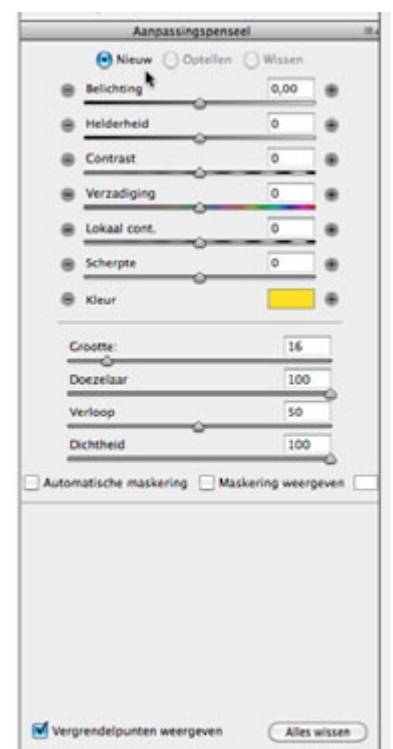 Aanpassingspenseel
Nieuw Optellen Wissen
Belichting 0,00
Helderheid 0
Contrast 0
Verzadiging 0
Lokaal cont. 0
Scherpte 0
Kleur
Grootte: 16
Doezelaar 100
Verloop 50
Dichtheid 100
Automatische maskering Maskering weergeven
Vergrendelpunten weergeven Alles wissen